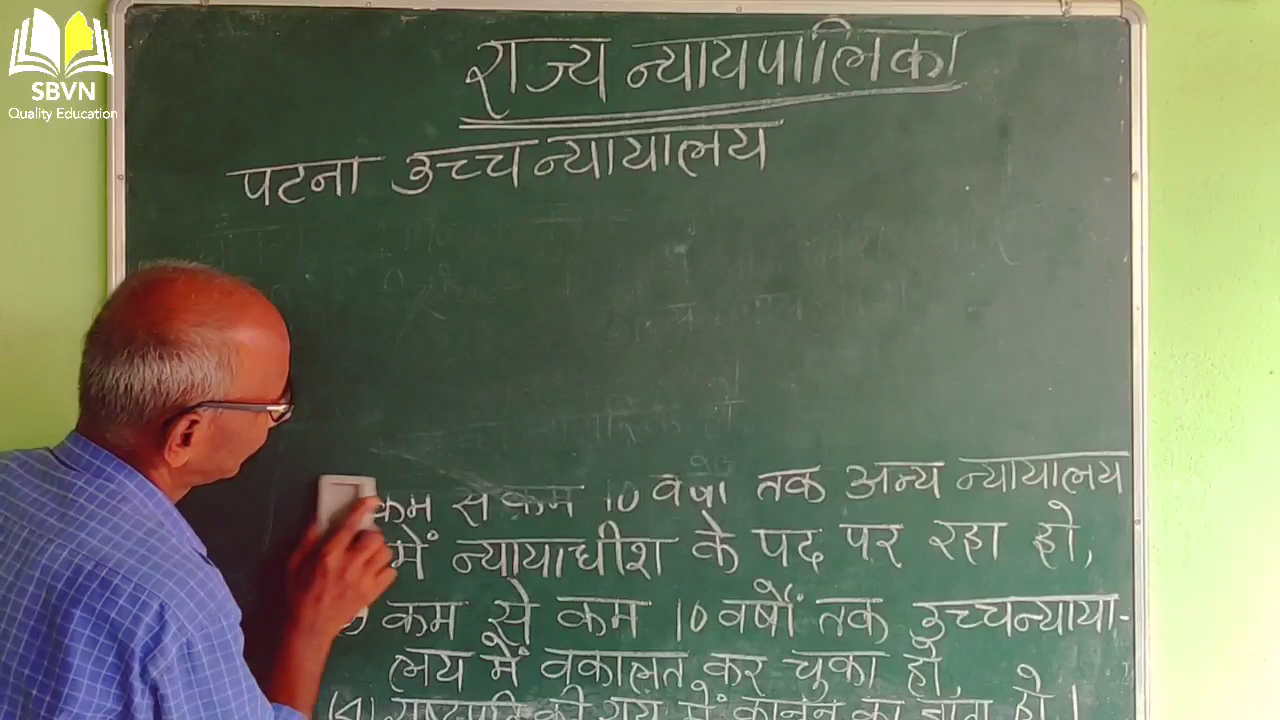 SBVN
Quality Education
राज्य न्यायपालिका
पटना उच्च न्यायालय
कम से कम 10 वर्षों तक अन्य न्यायालय
में न्यायाधीश के पद पर रहा हो,
कम से कम 10 वर्षों तक उच्चन्याया-
लय में वकालत कर चुका हो,
राष्ट्रपति की राय में कानून का ज्ञाता हो।